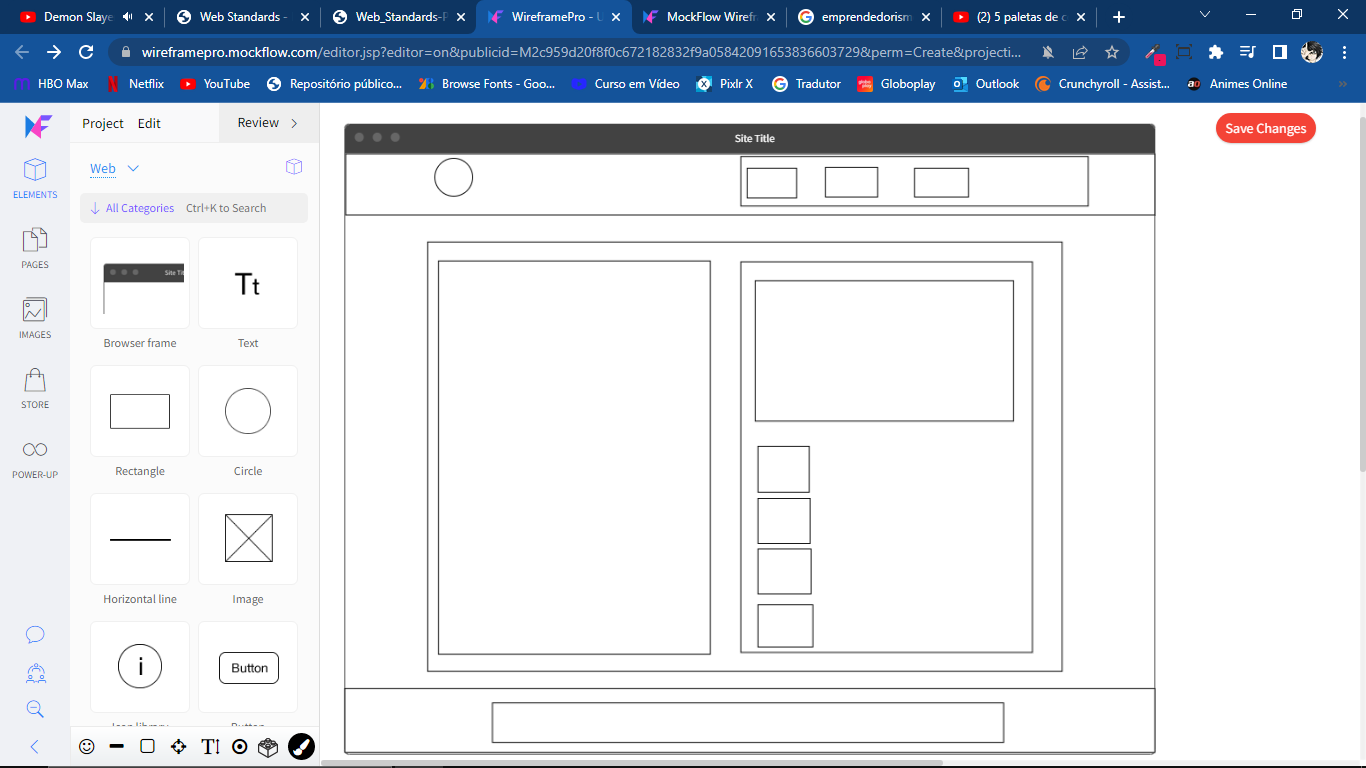 Demon Slaye
Web Standards -
Web_Standards-P
WireframePro - U
MockFlow Wirefr
emprendedorism
(2) 5 paletas de c
wireframepro.mockflow.com/editor.jsp?editor=on&publicid=M2c959d20f8f0c672182832f9a05842091653836603729&perm=Create&projecti...
HBO Max
Netflix
YouTube
Repositório público...
Browse Fonts - Goo...
Curso em Vídeo
Pixlr X
Tradutor
Globoplay
Outlook
Crunchyroll - Assist...
Animes Online
Project
Edit
Review
Save Changes
Web
ELEMENTS
All Categories
Ctrl+K to Search
PAGES
IMAGES
STORE
POWER-UP
Site Tit
Tt
Browser frame
Text
Rectangle
Circle
Horizontal line
Image
i
Button
Icon library
Button
Site Title